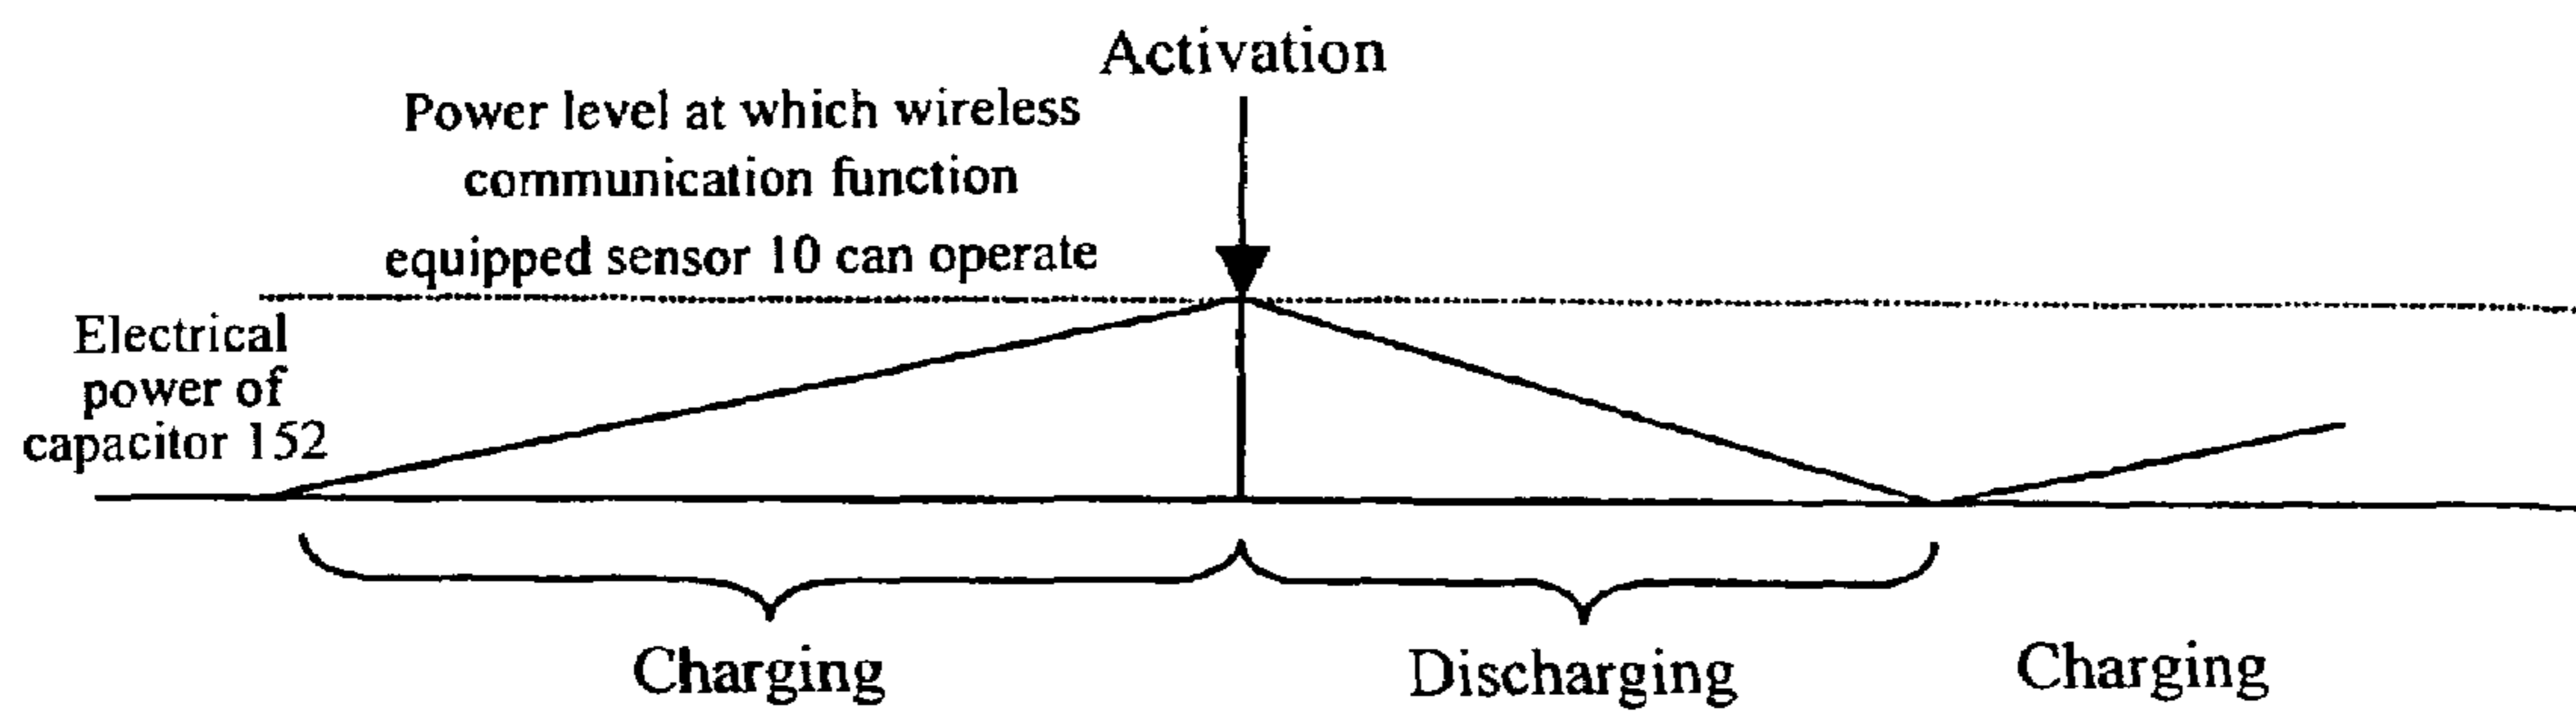 Activation
Power level at which wireless
communication function
equipped sensor 10 can operate
Electrical
power of
capacitor 152
Charging
Discharging
Charging